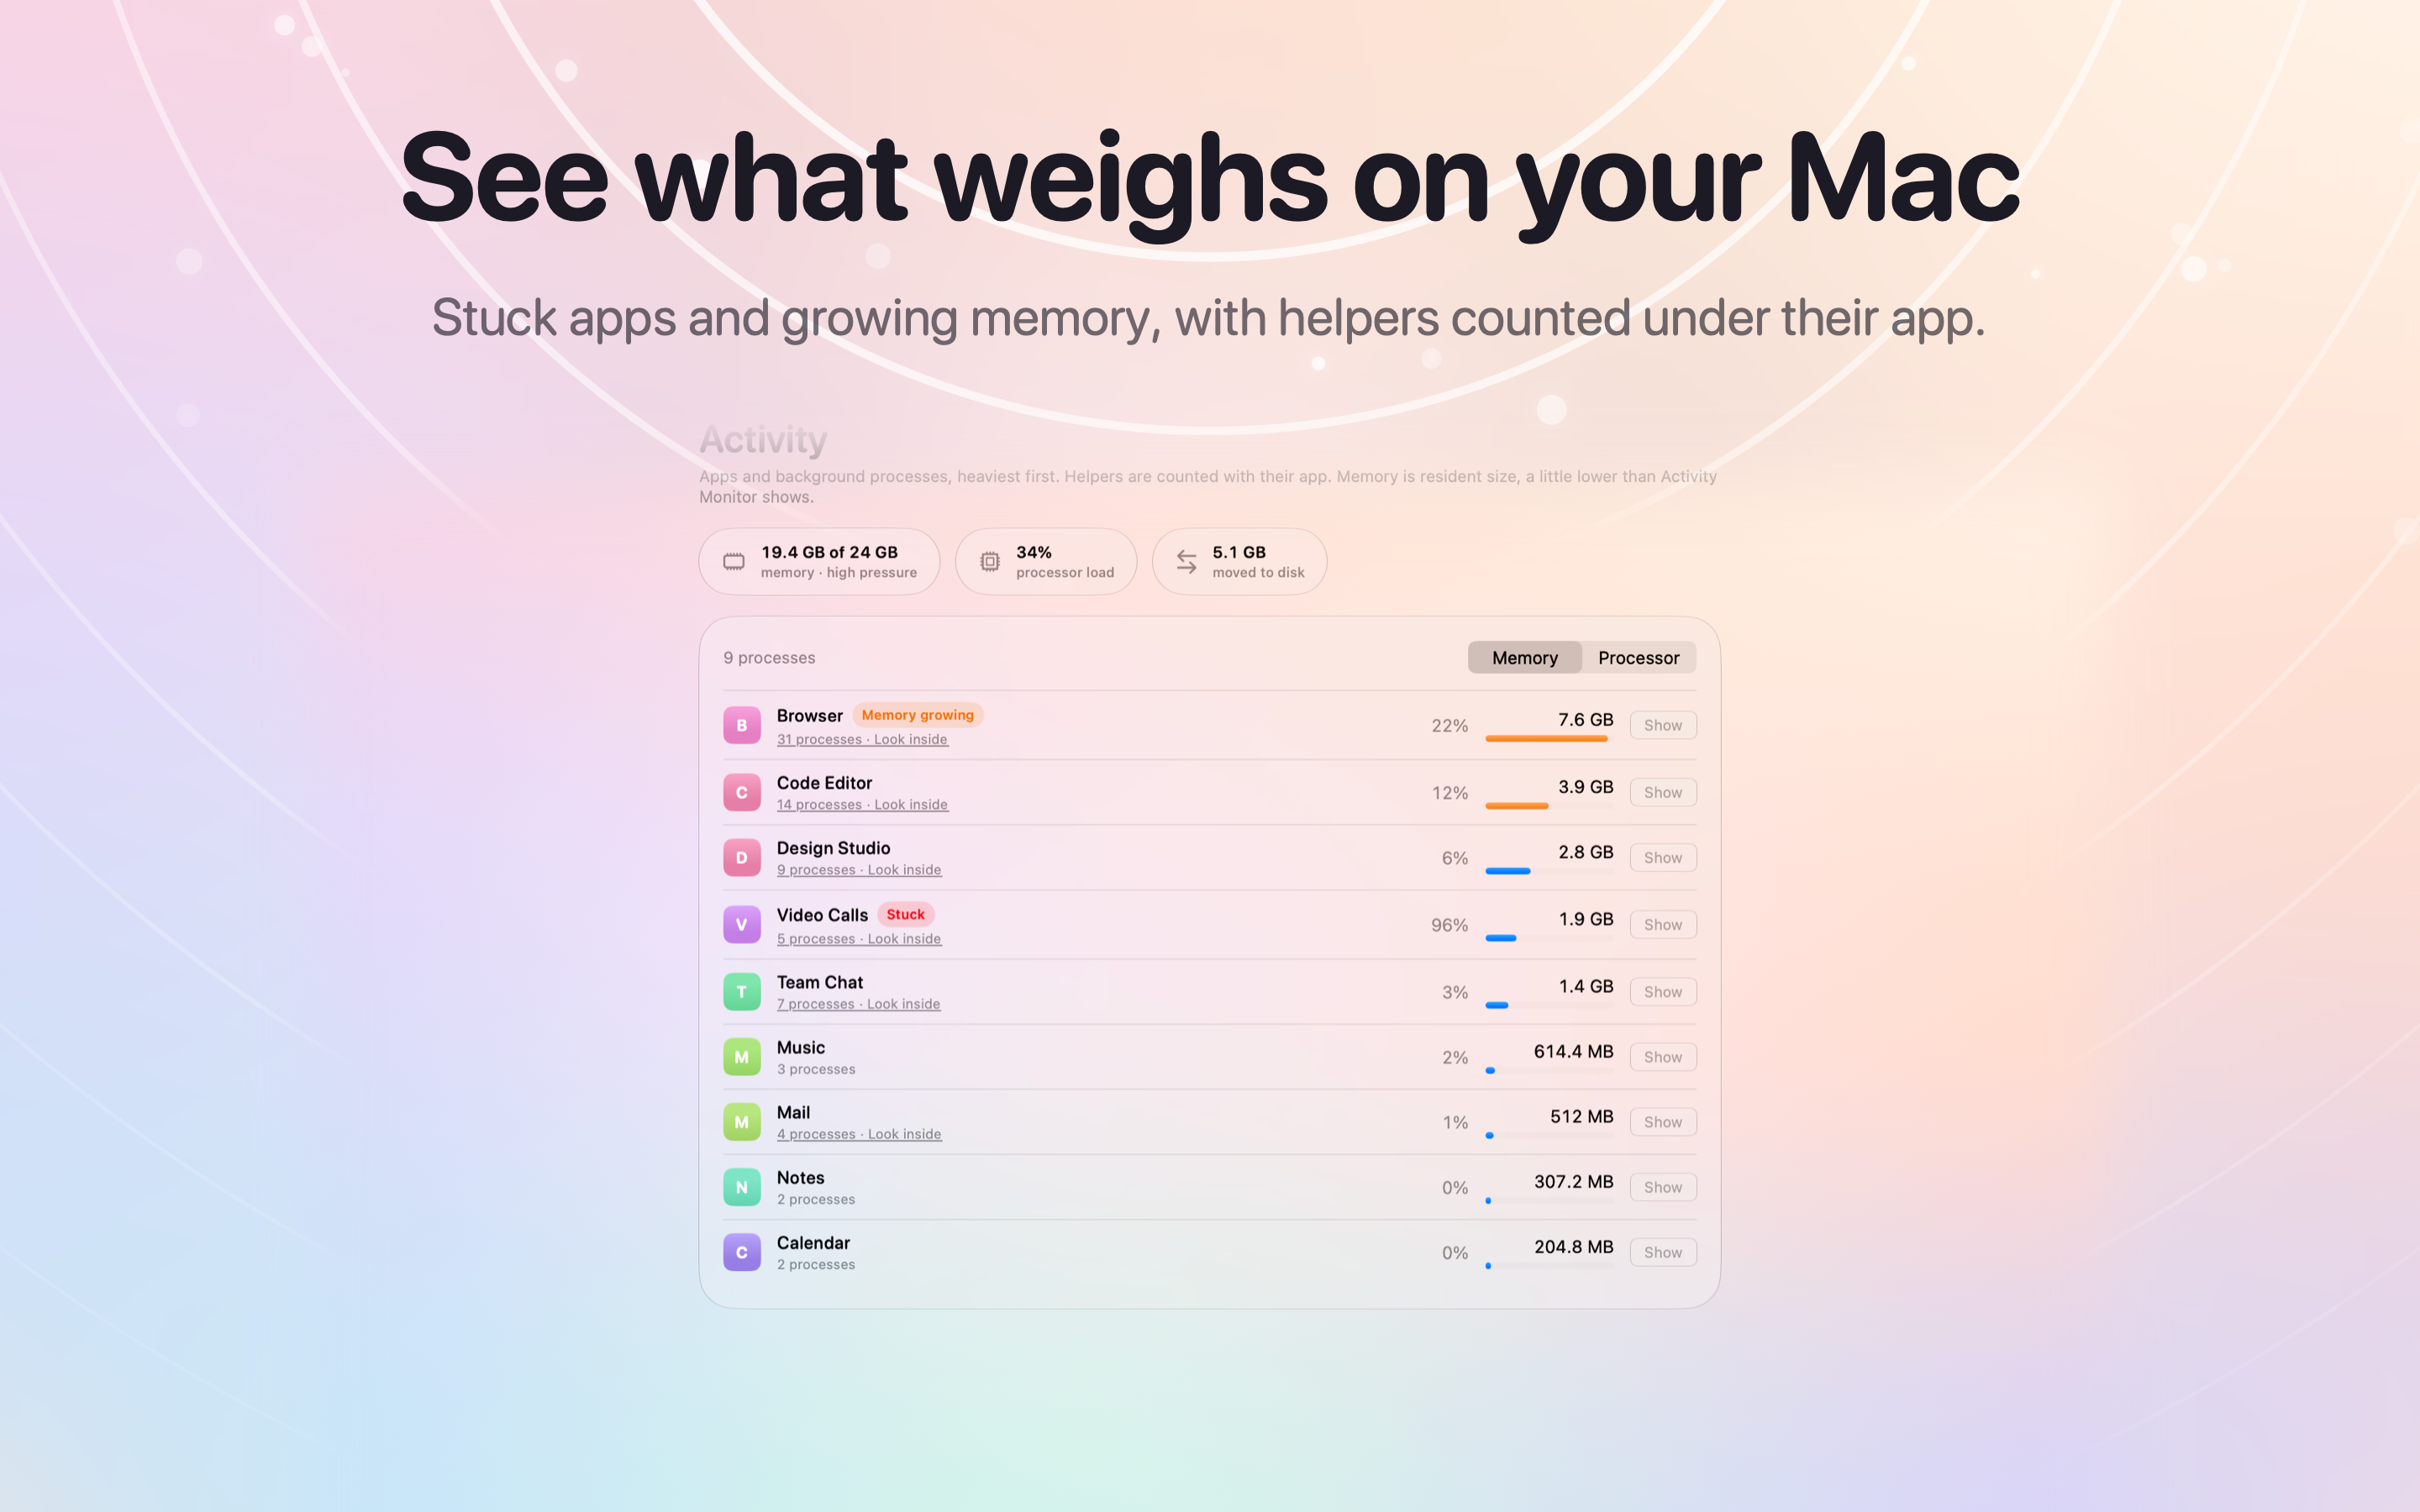 See what weighs on your Mac
Stuck apps and growing memory, with helpers counted under their app.
Activity
Apps and background processes, heaviest first. Helpers are counted with their app. Memory is resident size, a little lower than Activity
Monitor shows.
19.4 GB of 24 GB
memory · high pressure
34%
processor load
5.1 GB
moved to disk
9 processes
Memory
Processor
B
Browser
Memory growing
31 processes · Look inside
22%
7.6 GB
Show
C
Code Editor
14 processes · Look inside
12%
3.9 GB
Show
D
Design Studio
9 processes · Look inside
6%
2.8 GB
Show
V
Video Calls
Stuck
5 processes · Look inside
96%
1.9 GB
Show
T
Team Chat
7 processes · Look inside
3%
1.4 GB
Show
M
Music
3 processes
2%
614.4 MB
Show
M
Mail
4 processes · Look inside
1%
512 MB
Show
N
Notes
2 processes
0%
307.2 MB
Show
C
Calendar
2 processes
0%
204.8 MB
Show